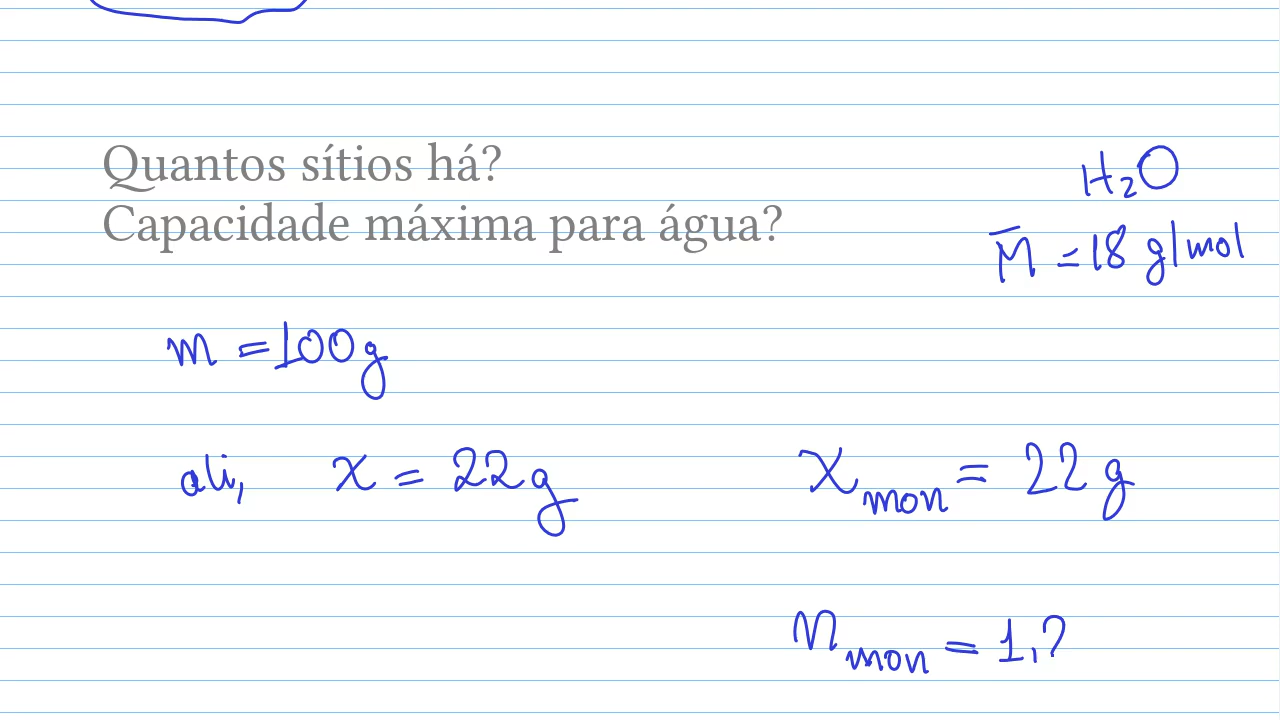 Quantos sítios há?
Capacidade máxima para água?
H₂O
M̅ = 18 g/mol
m = 100g
ali, x = 22g
x_mon = 22 g
n_mon = 1,?